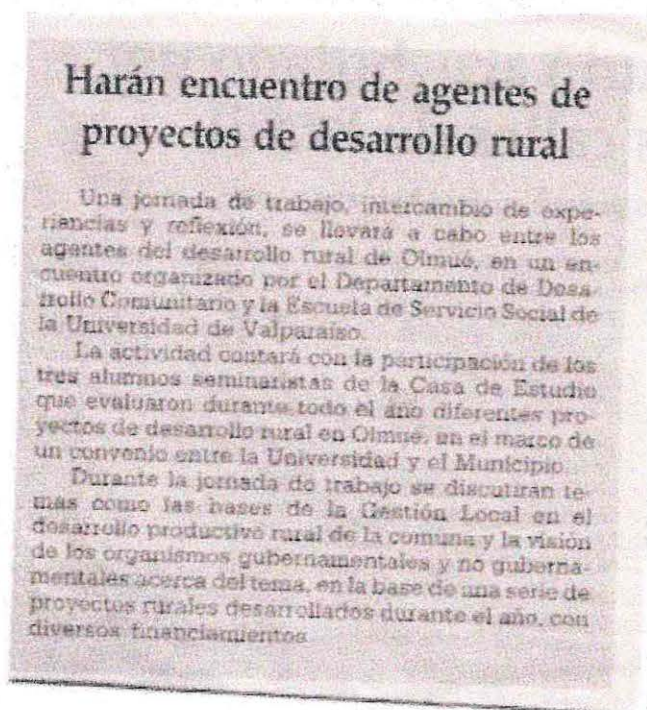 Harán encuentro de agentes de
proyectos de desarrollo rural
Una jornada de trabajo, intercambio de expe-
riencias y reflexión, se llevará a cabo entre los
agentes del desarrollo rural de Olmué, en un en-
cuentro organizado por el Departamento de Desa-
rrollo Comunitario y la Escuela de Servicio Social de
la Universidad de Valparaíso.
La actividad contará con la participación de los
tres alumnos seminaristas de la Casa de Estudio
que evaluaron durante todo el año diferentes pro-
yectos de desarrollo rural en Olmué, en el marco de
un convenio entre la Universidad y el Municipio.
Durante la jornada de trabajo se discutirán te-
mas como las bases de la Gestión Local en el
desarrollo productivo rural de la comuna y la visión
de los organismos gubernamentales y no guberna-
mentales acerca del tema, en la base de una serie de
proyectos rurales desarrollados durante el año, con
diversos financiamientos.